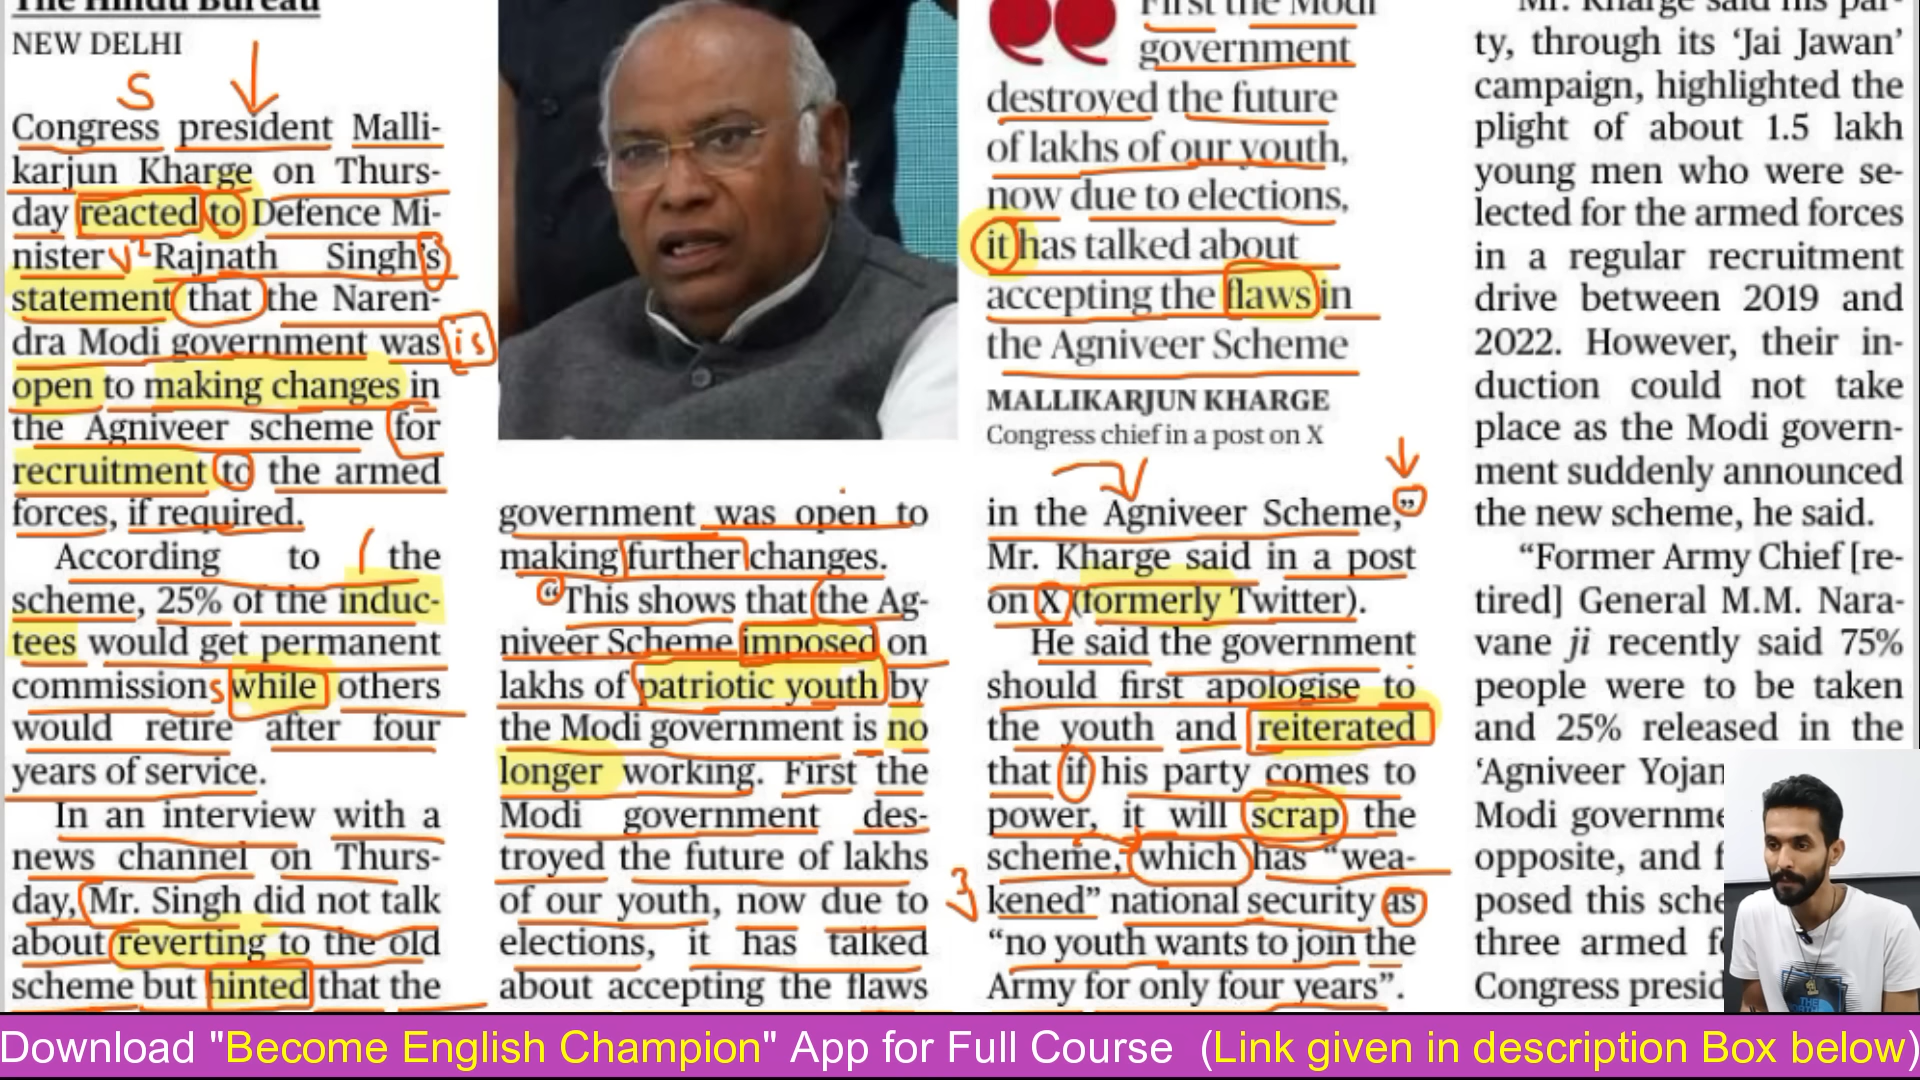 The Hindu Bureau
NEW DELHI
S
Congress president Malli-
karjun Kharge on Thurs-
day reacted to Defence Mi-
nister V² Rajnath Singh's 3
statement that the Naren-
dra Modi government was is
open to making changes in
the Agniveer scheme for
recruitment to the armed
forces, if required.
According to the
scheme, 25% of the induc-
tees would get permanent
commissions while others
would retire after four
years of service.
In an interview with a
news channel on Thurs-
day, Mr. Singh did not talk
about reverting to the old
scheme but hinted that the
government was open to
making further changes.
“This shows that the Ag-
niveer Scheme imposed on
lakhs of patriotic youth by
the Modi government is no
longer working. First the
Modi government des-
troyed the future of lakhs
of our youth, now due to
elections, it has talked
about accepting the flaws
First the Modi
government
destroyed the future
of lakhs of our youth,
now due to elections,
it has talked about
accepting the flaws in
the Agniveer Scheme
MALLIKARJUN KHARGE
Congress chief in a post on X
in the Agniveer Scheme,”
Mr. Kharge said in a post
on X (formerly Twitter).
He said the government
should first apologise to
the youth and reiterated
that if his party comes to
power, it will scrap the
scheme, which has “wea-
3 kened” national security as
“no youth wants to join the
Army for only four years”.
Mr. Kharge said his par-
ty, through its ‘Jai Jawan’
campaign, highlighted the
plight of about 1.5 lakh
young men who were se-
lected for the armed forces
in a regular recruitment
drive between 2019 and
2022. However, their in-
duction could not take
place as the Modi govern-
ment suddenly announced
the new scheme, he said.
“Former Army Chief [re-
tired] General M.M. Nara-
vane ji recently said 75%
people were to be taken
and 25% released in the
‘Agniveer Yojan
Modi governme
opposite, and f
posed this sche
three armed fo
Congress presid
THE NORTH
Download "Become English Champion" App for Full Course (Link given in description Box below)